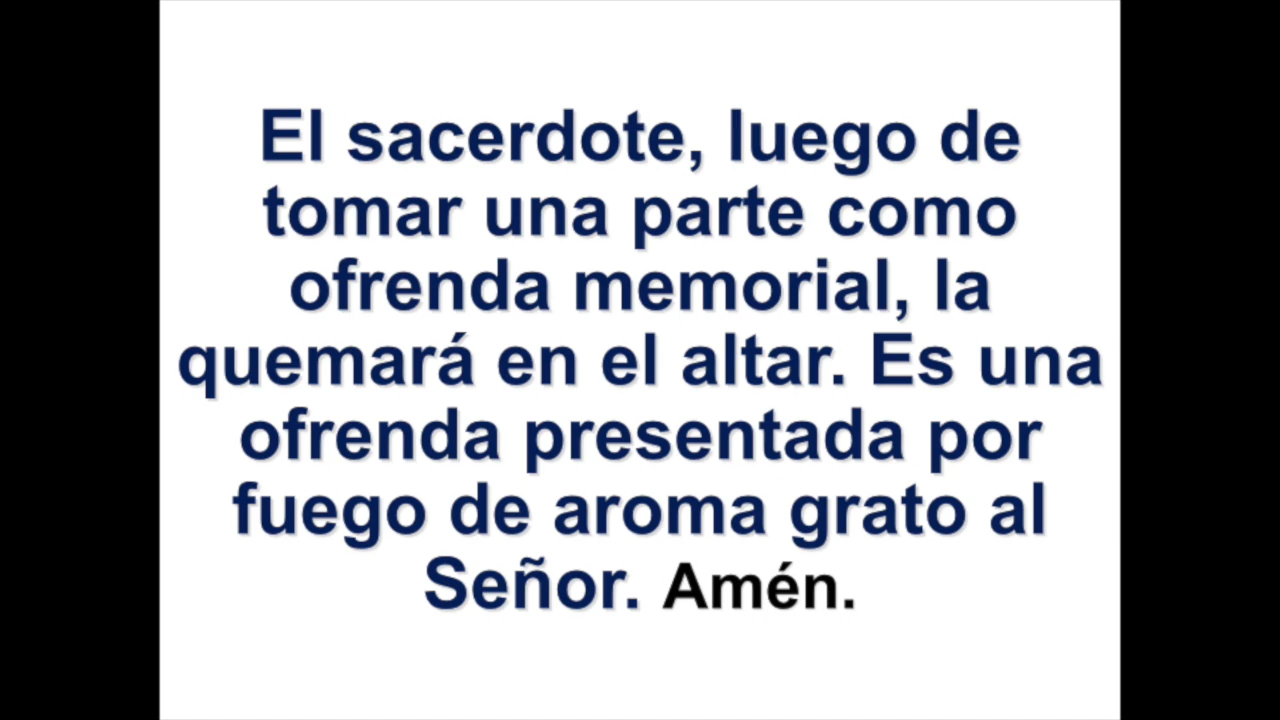 El sacerdote, luego de
tomar una parte como
ofrenda memorial, la
quemará en el altar. Es una
ofrenda presentada por
fuego de aroma grato al
Señor. Amén.